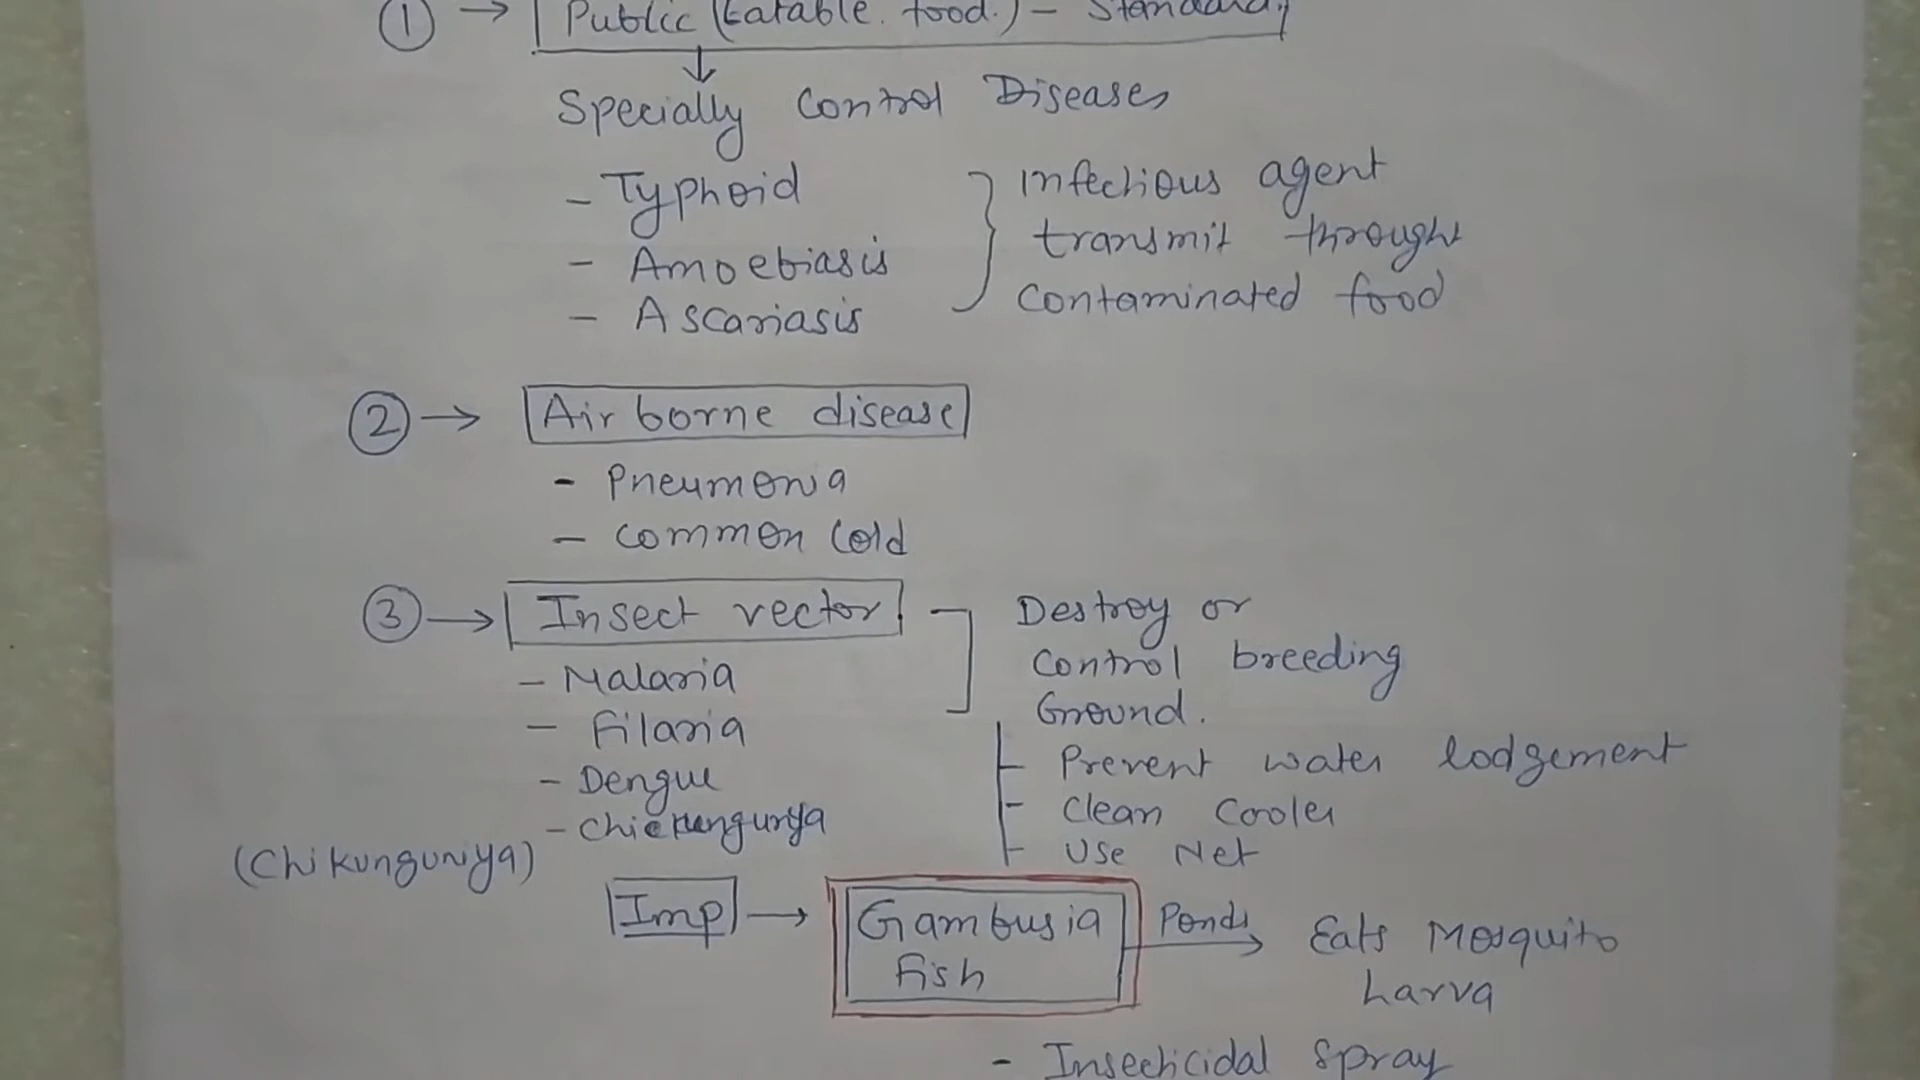 ① → Public (Eatable food.) - Standard
Specially Control Diseases
- Typhoid
- Amoebiasis
- Ascariasis
Infectious agent
transmit throught
contaminated food
② → Air borne disease
- Pneumonia
- Common Cold
③ → Insect vector
- Malaria
- Filaria
- Dengue
- Chickungunya
(Chikungunya)
Destroy or
control breeding
Ground.
Prevent water lodgement
- Clean Cooler
- Use Net
Imp → Gambusia
fish
Ponds → Eats Mosquito
Larva
- Insecticidal Spray